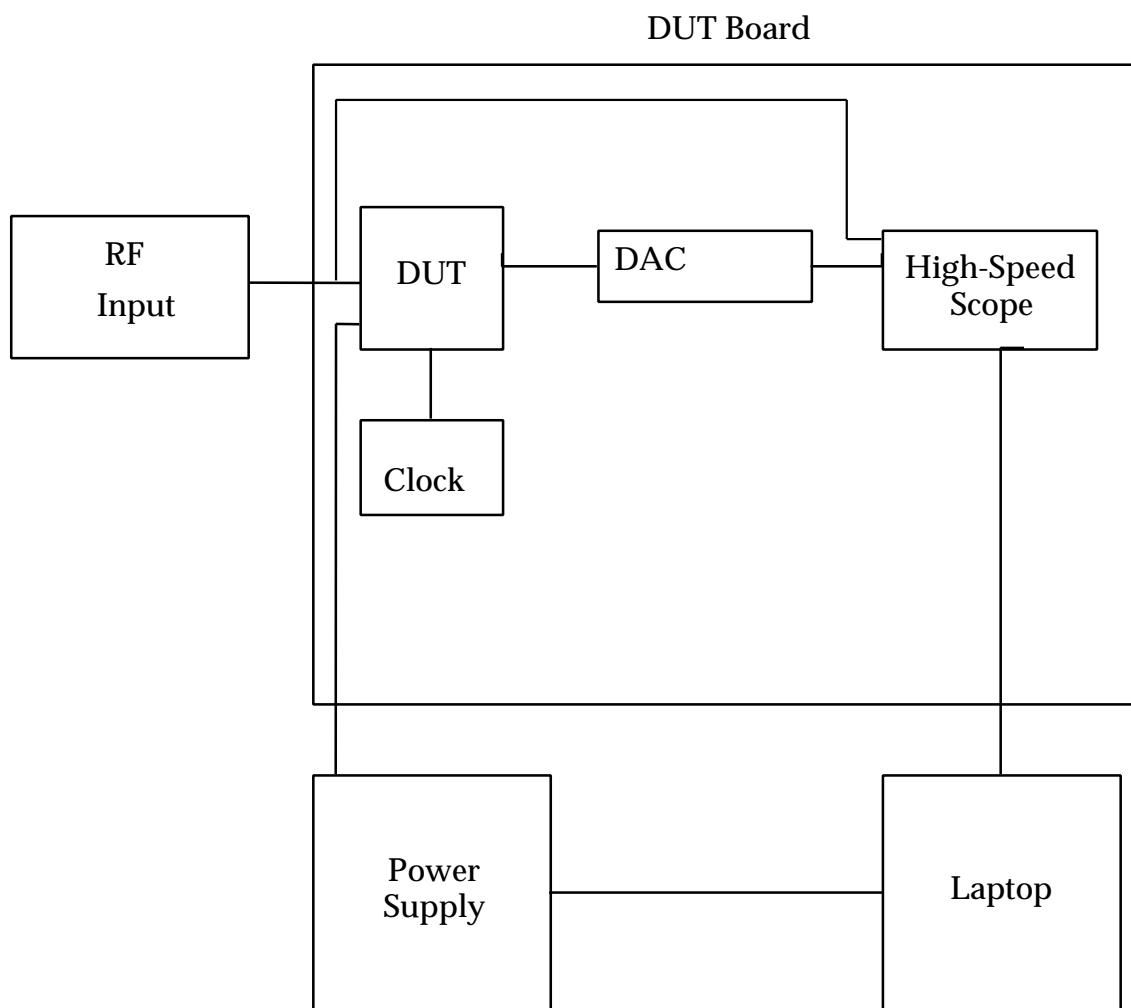 DUT Board
RF
Input
DUT
DAC
High-Speed
Scope
Clock
Power
Supply
Laptop